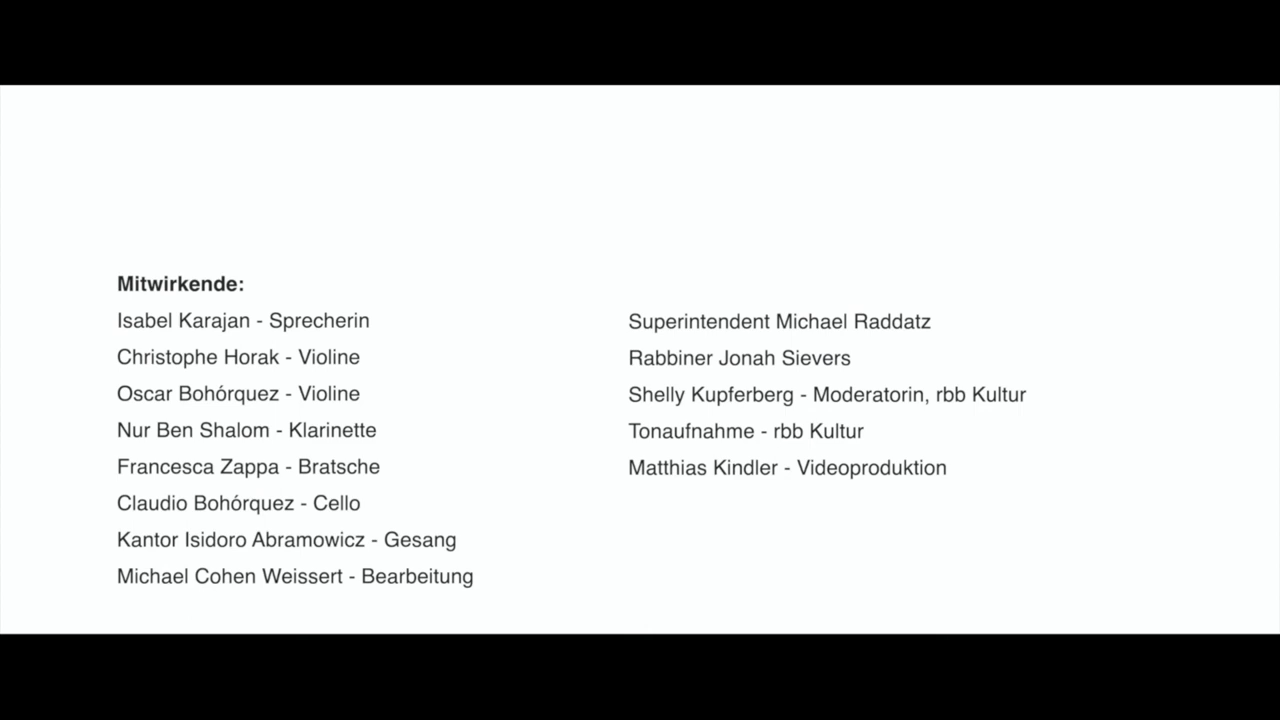 Mitwirkende:
Isabel Karajan - Sprecherin
Christophe Horak - Violine
Oscar Bohórquez - Violine
Nur Ben Shalom - Klarinette
Francesca Zappa - Bratsche
Claudio Bohórquez - Cello
Kantor Isidoro Abramowicz - Gesang
Michael Cohen Weissert - Bearbeitung
Superintendent Michael Raddatz
Rabbiner Jonah Sievers
Shelly Kupferberg - Moderatorin, rbb Kultur
Tonaufnahme - rbb Kultur
Matthias Kindler - Videoproduktion